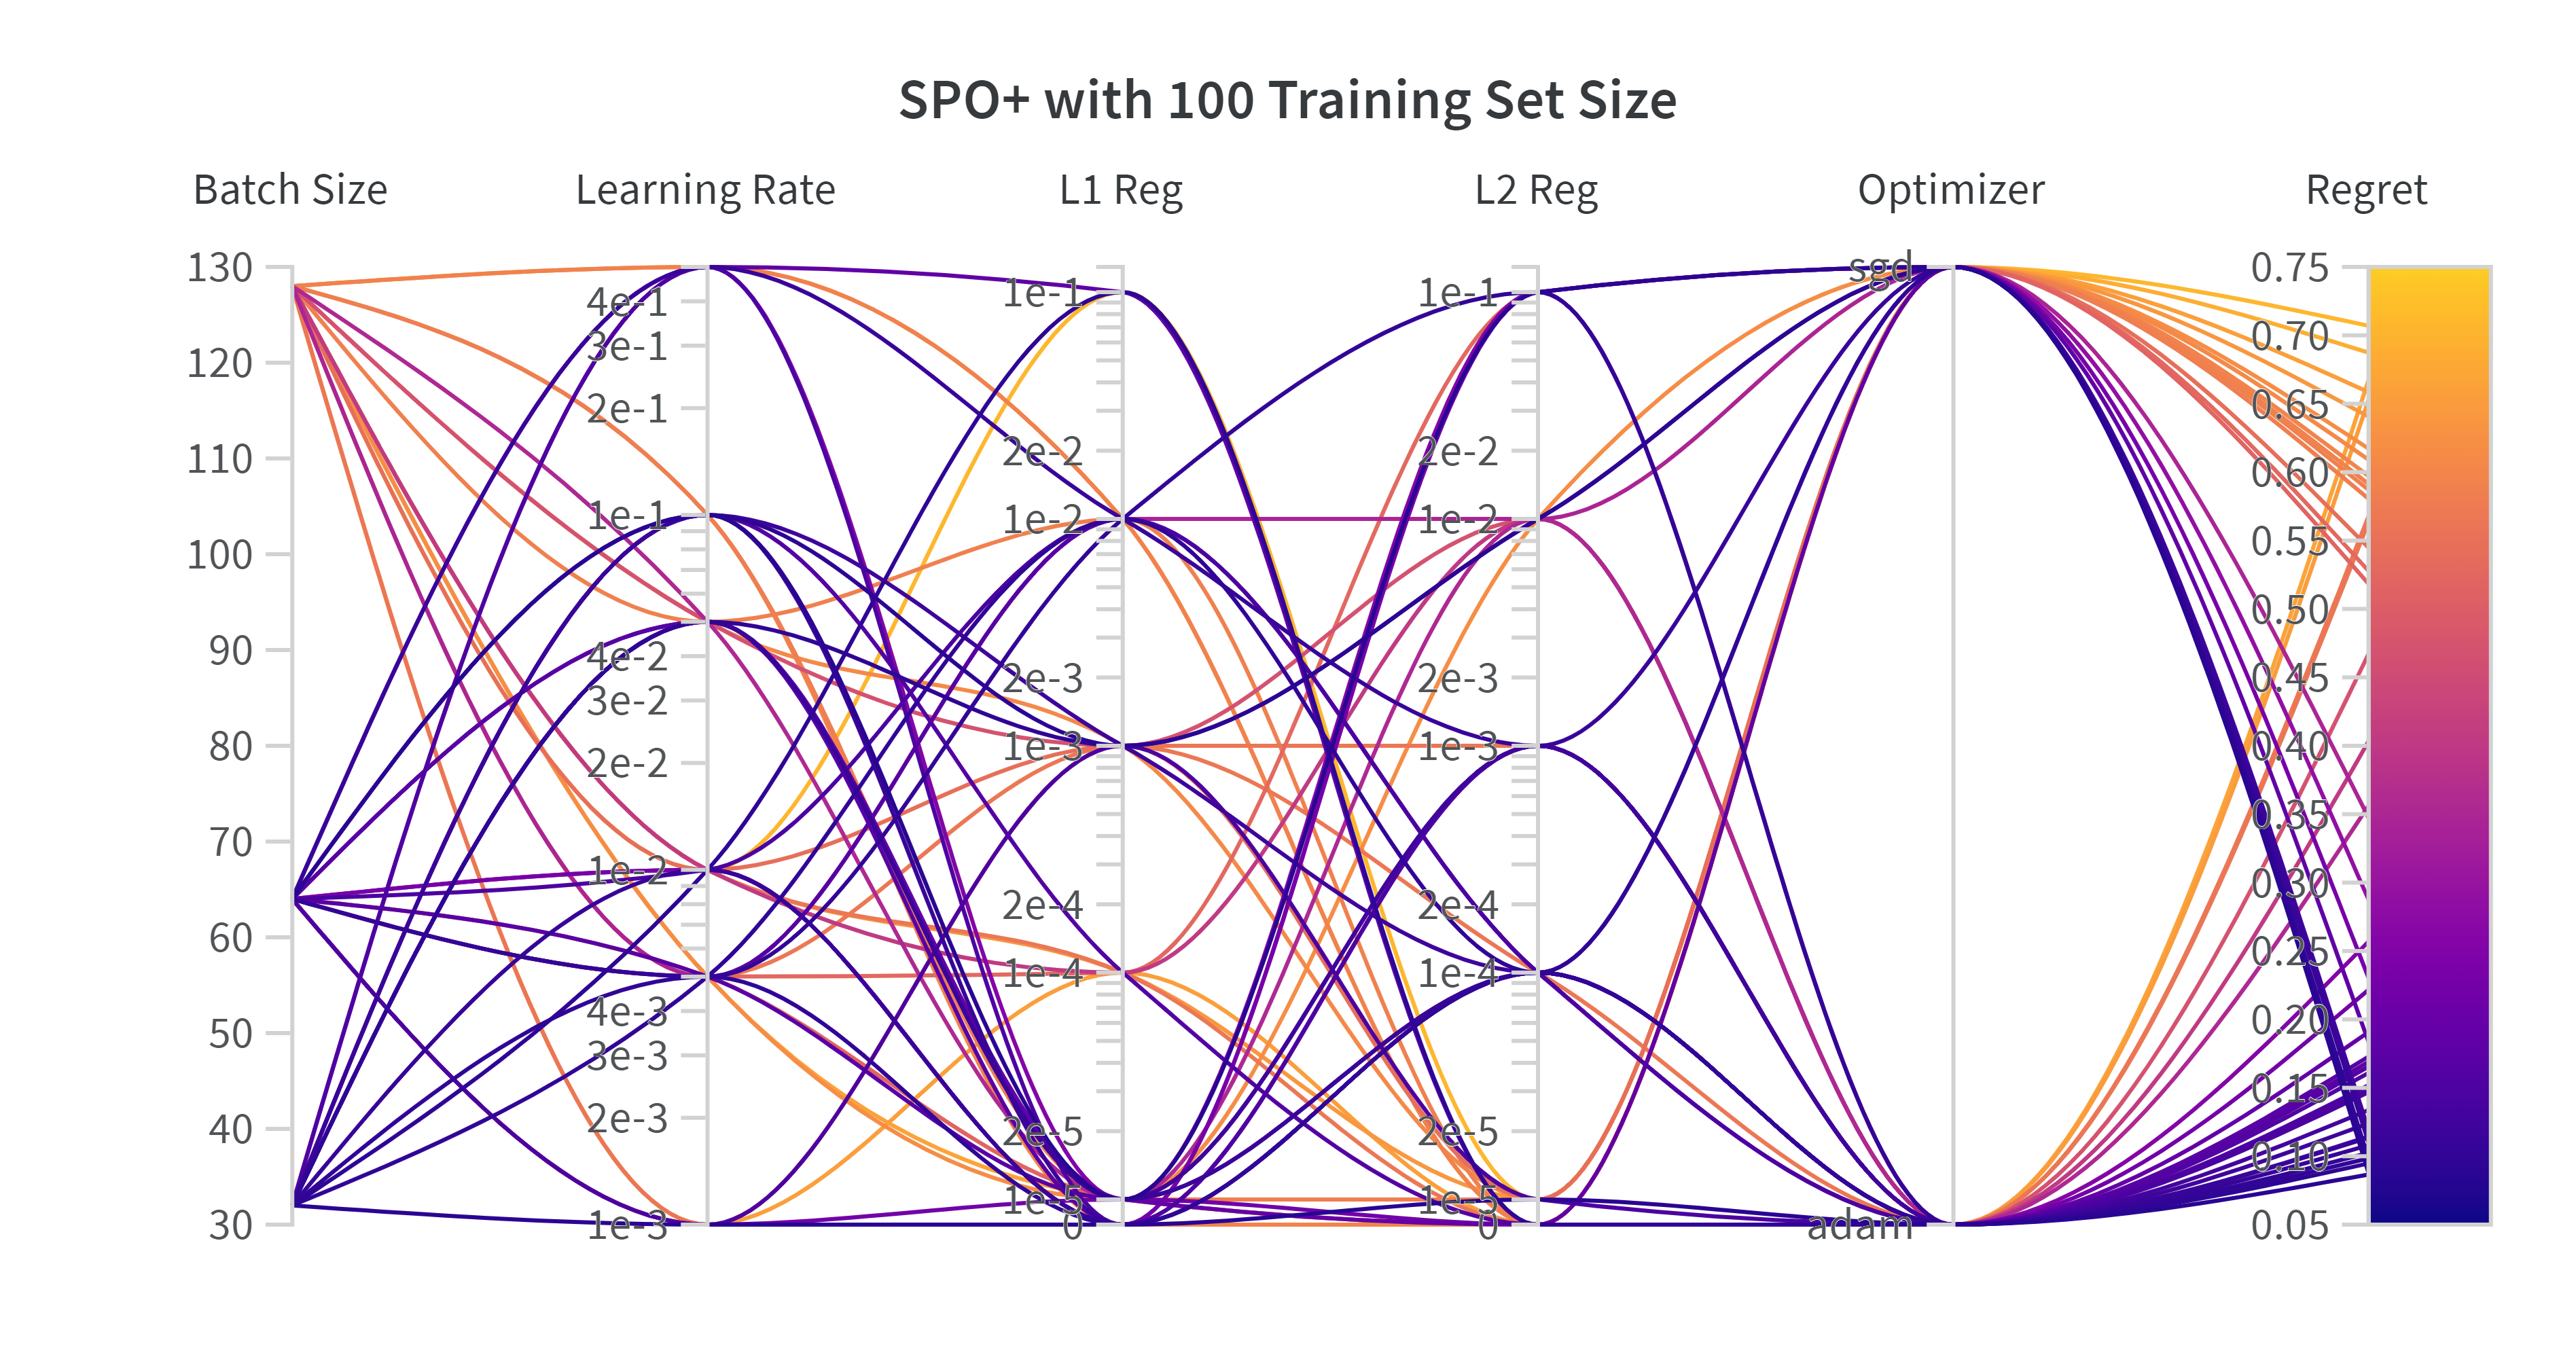 SPO+ with 100 Training Set Size
Batch Size
Learning Rate
L1 Reg
L2 Reg
Optimizer
Regret
130
120
110
100
90
80
70
60
50
40
30
4e-1
3e-1
2e-1
1e-1
4e-2
3e-2
2e-2
1e-2
4e-3
3e-3
2e-3
1e-3
1e-1
2e-2
1e-2
2e-3
1e-3
2e-4
1e-4
2e-5
1e-5
0
1e-1
2e-2
1e-2
2e-3
1e-3
2e-4
1e-4
2e-5
1e-5
0
sgd
adam
0.75
0.70
0.65
0.60
0.55
0.50
0.45
0.40
0.35
0.30
0.25
0.20
0.15
0.10
0.05